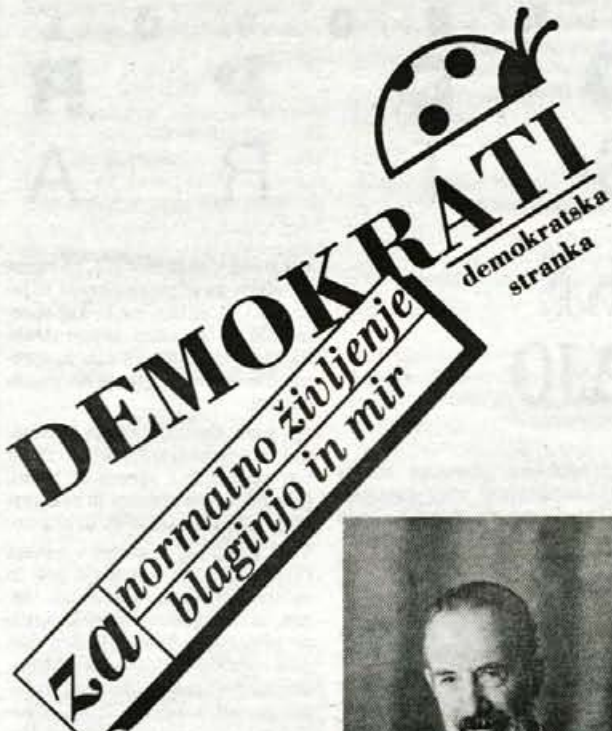 DEMOKRATI
demokratska
stranka
za
normalno življenje
blaginjo in mir